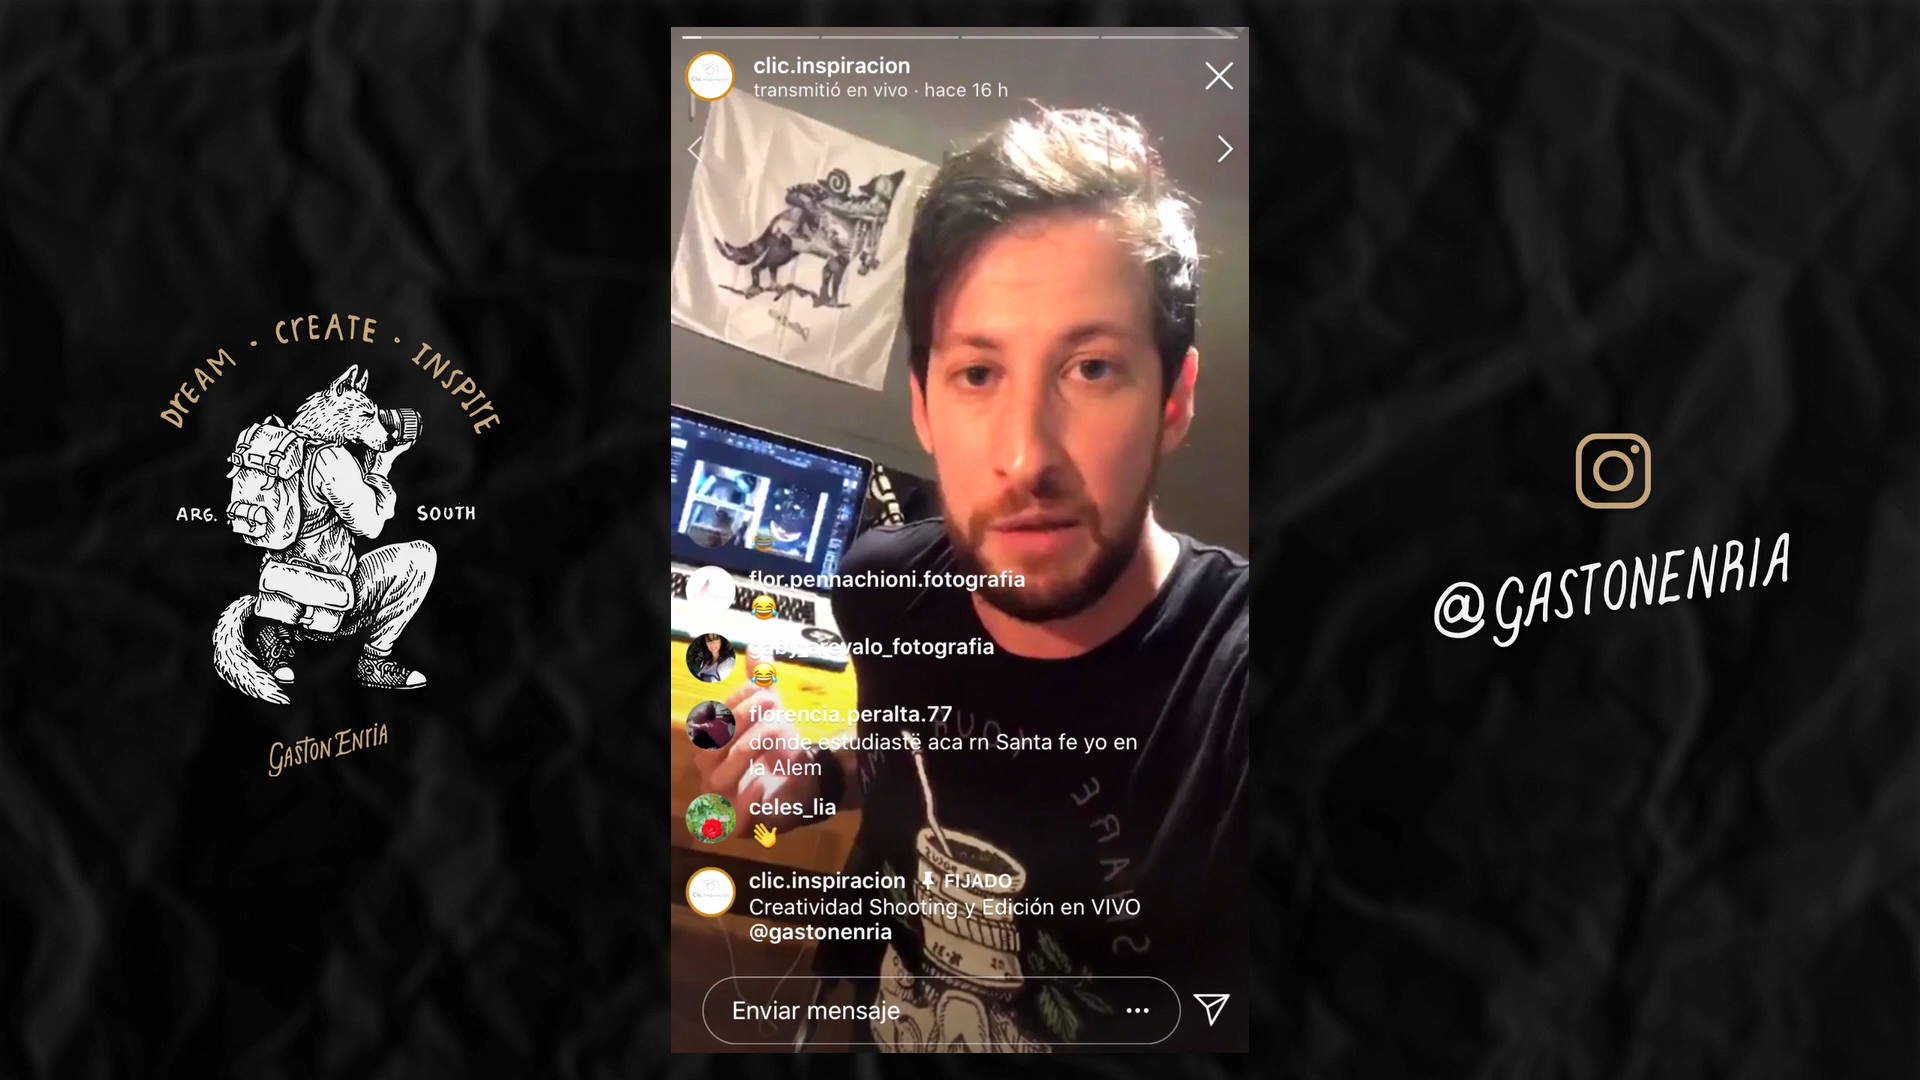 DREAM · CREATE · INSPIRE
ARG. SOUTH
GASTON ENRIA
clic.inspiracion
transmitió en vivo · hace 16 h
flor.pennachioni.fotografia
😂
gaby_arevalo_fotografia
😂
florencia.peralta.77
donde estudiastë aca rn Santa fe yo en
la Alem
celes_lia
👋
clic.inspiracion FIJADO
Creatividad Shooting y Edición en VIVO
@gastonenria
Enviar mensaje
@GASTONENRIA